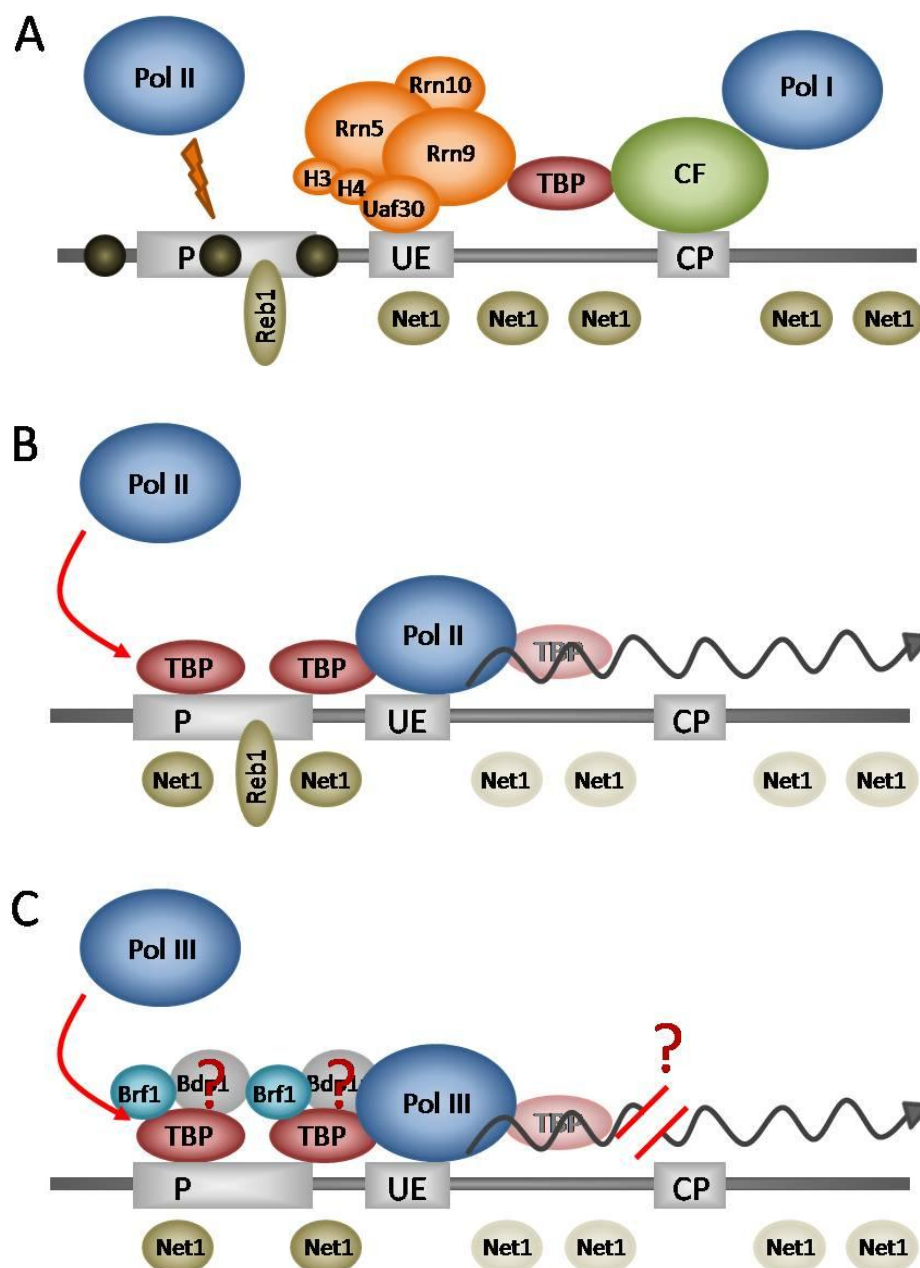 A
Pol II
Rrn10
Pol I
Rrn5
Rrn9
CF
H3
H4
TBP
Uaf30
P
UE
CP
Reb1
Net1
Net1
Net1
Net1
Net1
B
Pol II
Pol II
TBP
TBP
TBP
P
UE
CP
Net1
Reb1
Net1
Net1
Net1
Net1
Net1
C
Pol III
?
Brf1
Bdp1
?
Brf1
Bdp1
?
Pol III
TBP
TBP
TBP
P
UE
CP
Net1
Net1
Net1
Net1
Net1
Net1